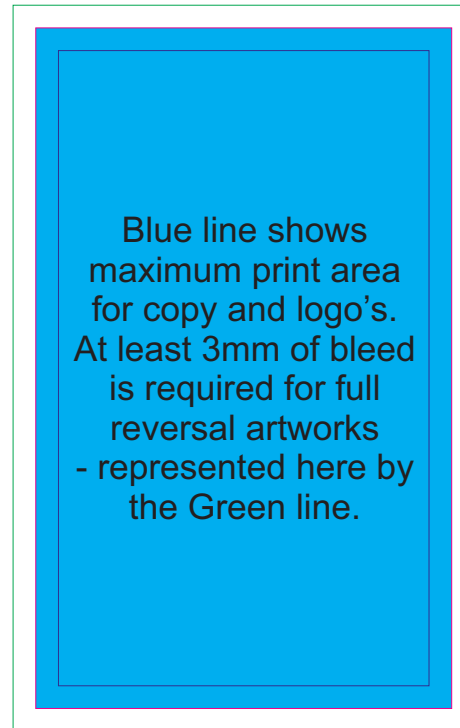 Blue line shows
maximum print area
for copy and logo’s.
At least 3mm of bleed
is required for full
reversal artworks
- represented here by
the Green line.